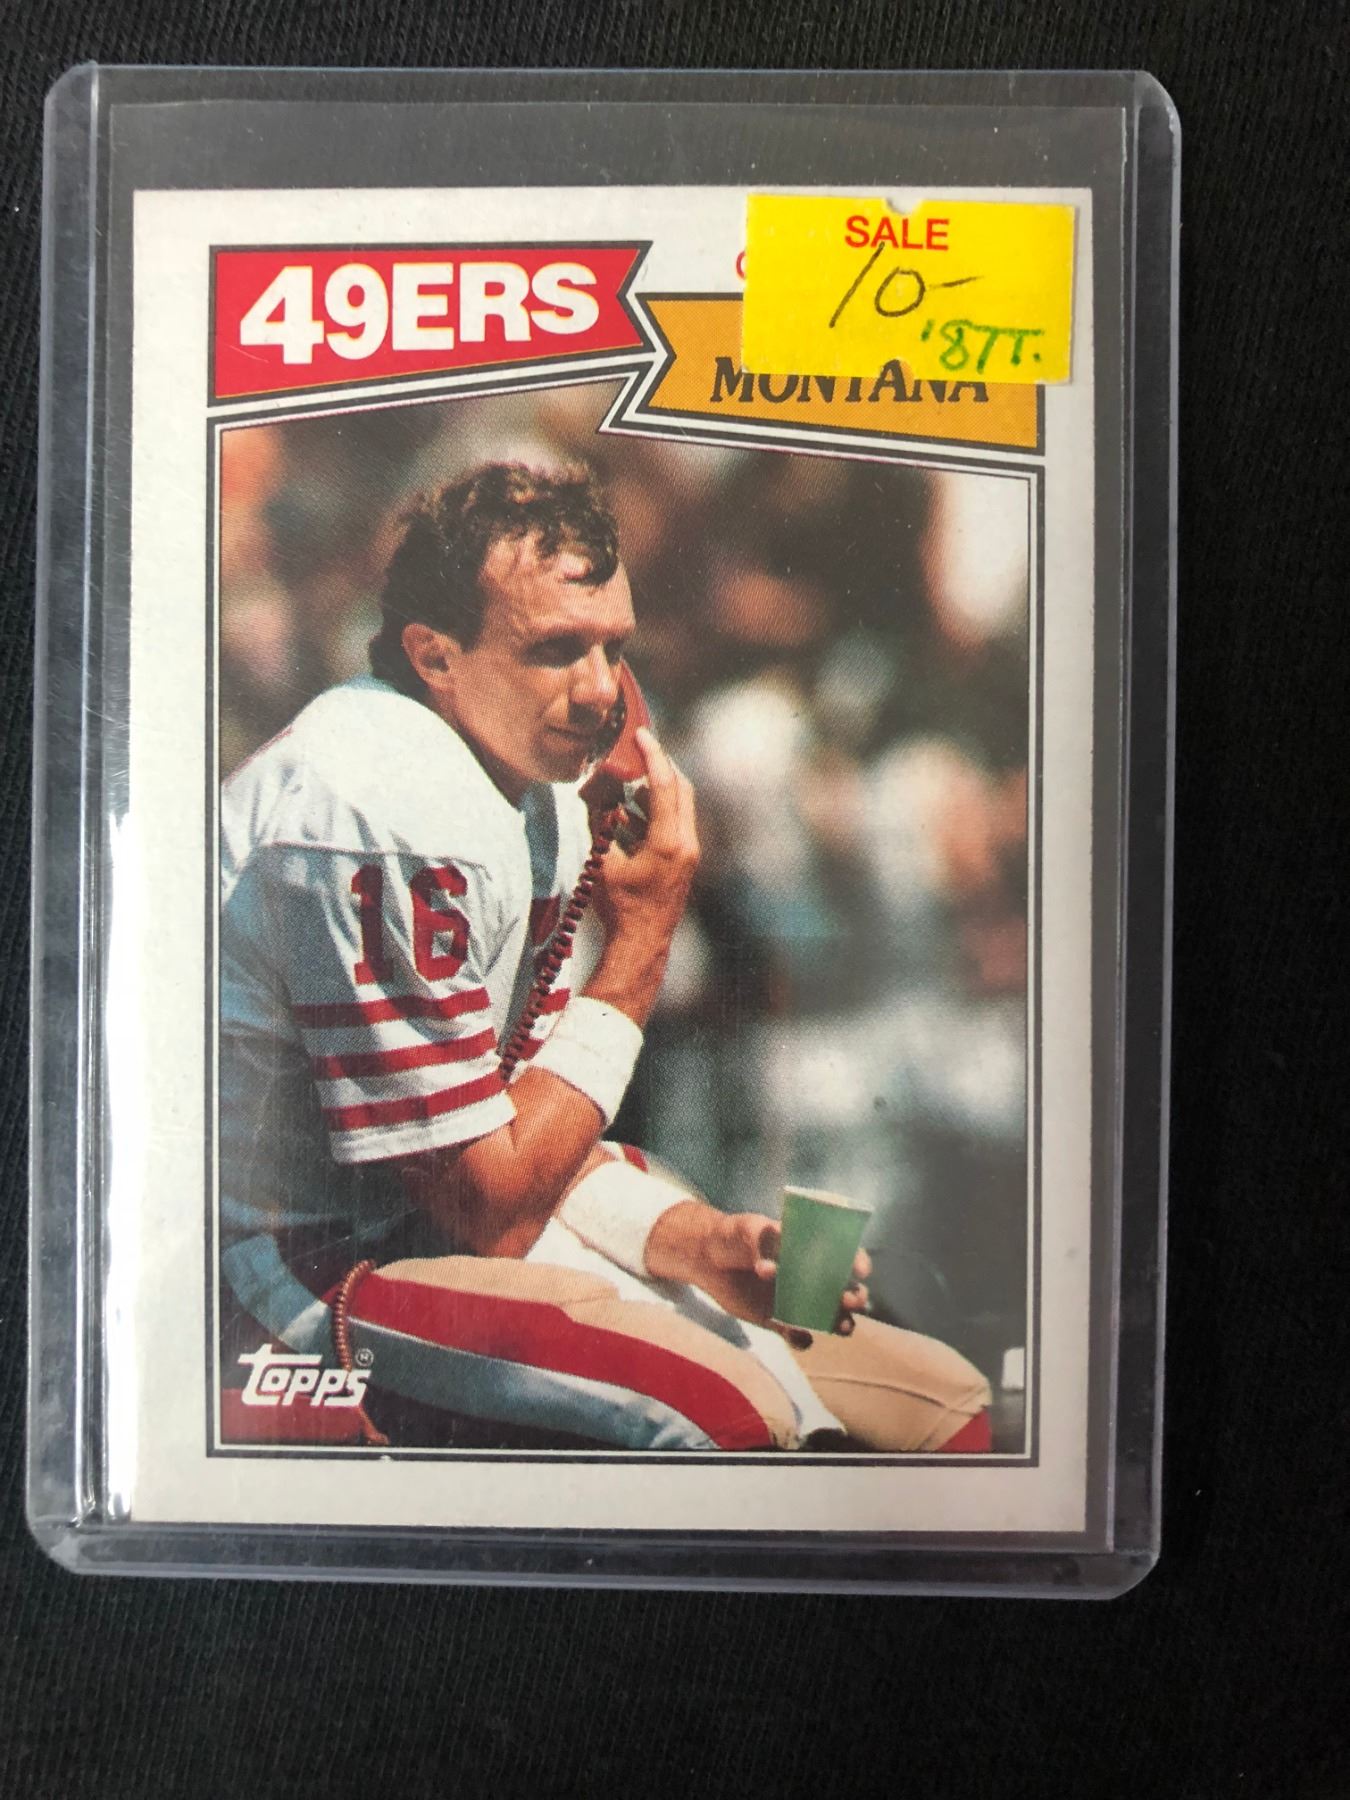 49ERS
SALE
10-
'87T.
MONTANA
16
topps®